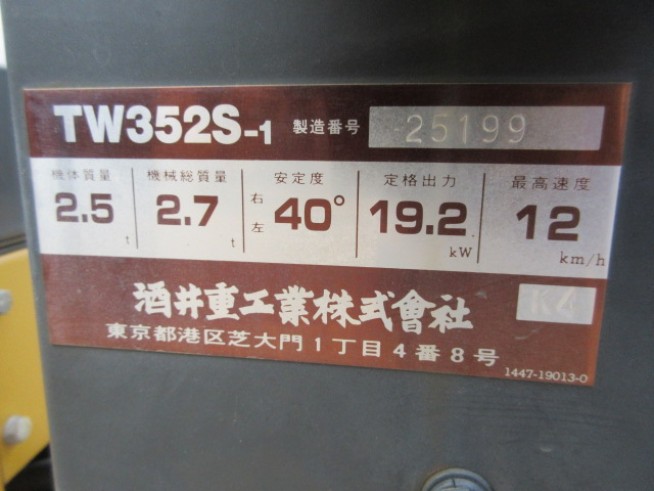 TW352S-1 製造番号 25199
機体質量 機械総質量 安定度 定格出力 最高速度
2.5 t 2.7 t 右 左 40° 19.2 kW 12 km/h
酒井重工業株式會社 K4
東京都港区芝大門1丁目4番8号
1447-19013-0